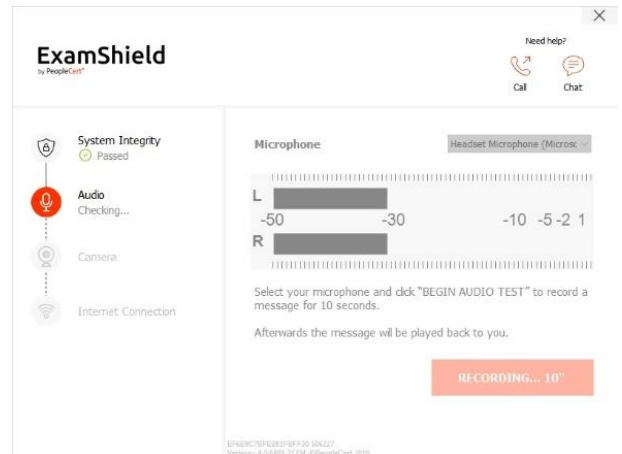 Need help?
ExamShield
by PeopleCert
Call Chat
System Integrity
Passed
Audio
Checking...
Camera
Internet Connection
Microphone
Headset Microphone (Microsc
L
-50 -30 -10 -5 -2 1
R
Select your microphone and click "BEGIN AUDIO TEST" to record a
message for 10 seconds.
Afterwards the message will be played back to you.
RECORDING... 10"